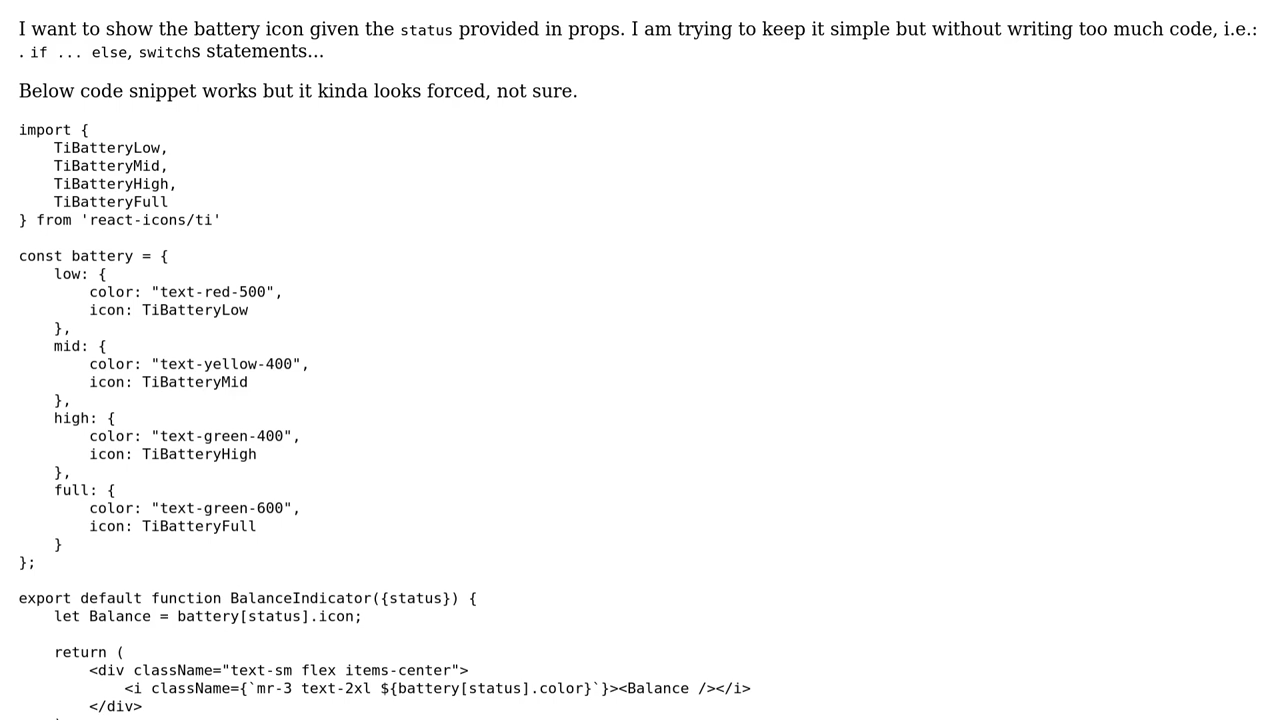 I want to show the battery icon given the status provided in props. I am trying to keep it simple but without writing too much code, i.e.:
. if ... else, switchs statements...
Below code snippet works but it kinda looks forced, not sure.
import {
    TiBatteryLow,
    TiBatteryMid,
    TiBatteryHigh,
    TiBatteryFull
} from 'react-icons/ti'
const battery = {
    low: {
        color: "text-red-500",
        icon: TiBatteryLow
    },
    mid: {
        color: "text-yellow-400",
        icon: TiBatteryMid
    },
    high: {
        color: "text-green-400",
        icon: TiBatteryHigh
    },
    full: {
        color: "text-green-600",
        icon: TiBatteryFull
    }
};
export default function BalanceIndicator({status}) {
    let Balance = battery[status].icon;
    return (
        <div className="text-sm flex items-center">
            <i className={`mr-3 text-2xl ${battery[status].color}`}><Balance /></i>
        </div>